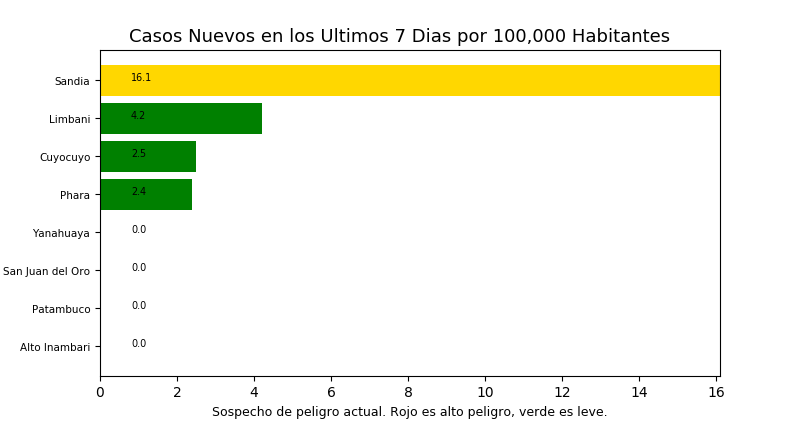 Casos Nuevos en los Ultimos 7 Dias por 100,000 Habitantes
Sandia 16.1
Limbani 4.2
Cuyocuyo 2.5
Phara 2.4
Yanahuaya 0.0
San Juan del Oro 0.0
Patambuco 0.0
Alto Inambari 0.0
0 2 4 6 8 10 12 14 16
Sospecho de peligro actual. Rojo es alto peligro, verde es leve.